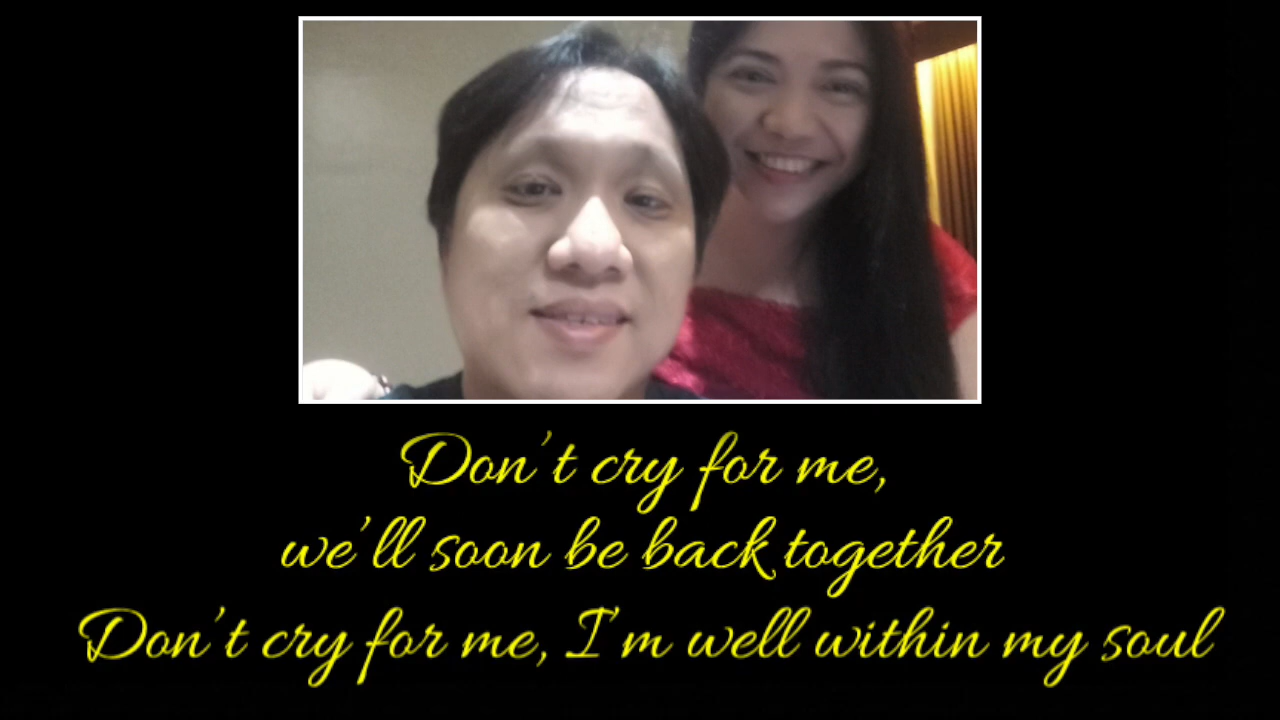 Don't cry for me,
we'll soon be back together
Don't cry for me, I'm well within my soul